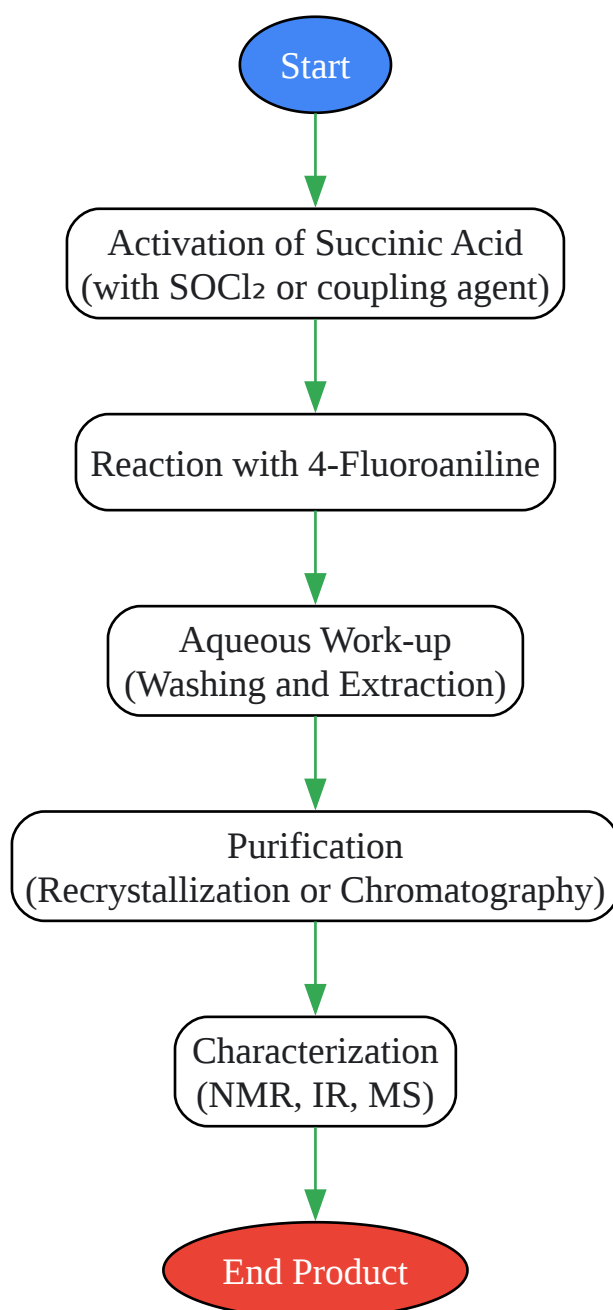 Start
Activation of Succinic Acid
(with SOCl₂ or coupling agent)
Reaction with 4-Fluoroaniline
Aqueous Work-up
(Washing and Extraction)
Purification
(Recrystallization or Chromatography)
Characterization
(NMR, IR, MS)
End Product